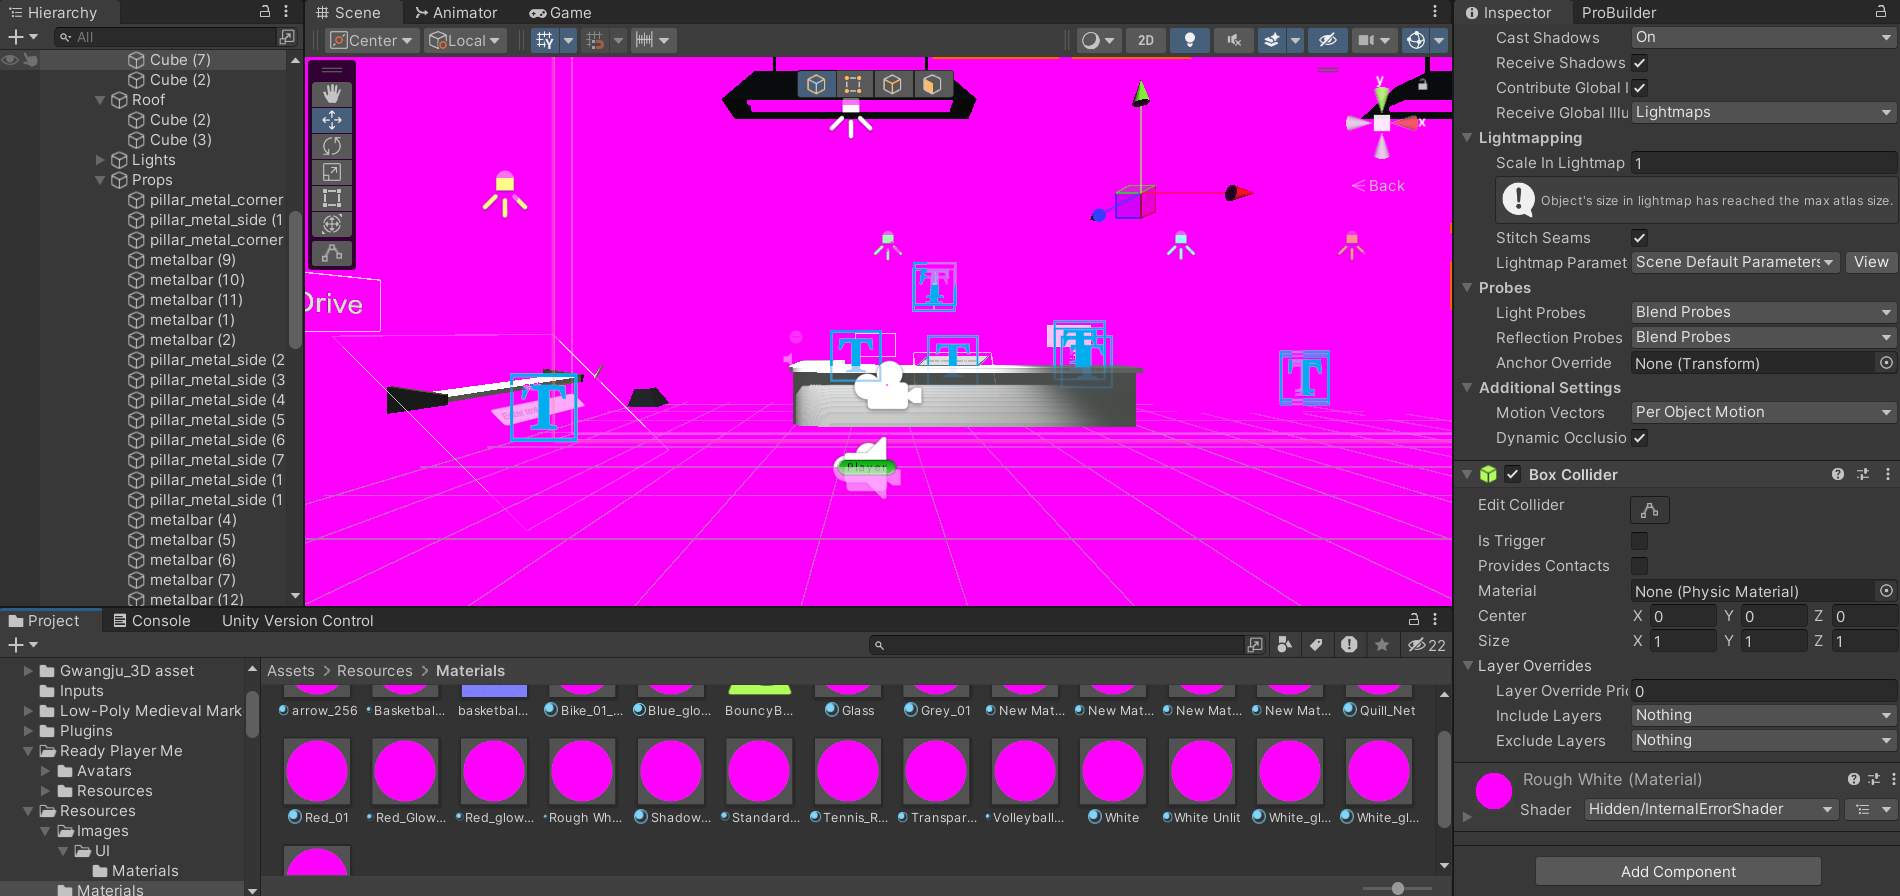 Hierarchy
All
Cube (7)
Cube (2)
Roof
Cube (2)
Cube (3)
Lights
Props
pillar_metal_corner
pillar_metal_side (1
pillar_metal_corner
metalbar (9)
metalbar (10)
metalbar (11)
metalbar (1)
metalbar (2)
pillar_metal_side (2
pillar_metal_side (3
pillar_metal_side (4
pillar_metal_side (5
pillar_metal_side (6
pillar_metal_side (7
pillar_metal_side (1
pillar_metal_side (1
metalbar (4)
metalbar (5)
metalbar (6)
metalbar (7)
metalbar (12)
Scene Animator Game
Center Local 2D
y
x
Back
Drive
T
T
T
T
T
T
Player
Project Console Unity Version Control
22
Gwangju_3D asset
Inputs
Low-Poly Medieval Mark
Plugins
Ready Player Me
Avatars
Resources
Resources
Images
UI
Materials
Materials
Assets > Resources > Materials
arrow_256 Basketbal... basketbal... Bike_01_... Blue_glo... BouncyB... Glass Grey_01 New Mat... New Mat... New Mat... New Mat... Quill_Net
Red_01 Red_Glow... Red_glow... Rough Wh... Shadow... Standard... Tennis_R... Transpar... Volleyball... White White Unlit White_gl... White_gl...
Inspector ProBuilder
Cast Shadows On
Receive Shadows
Contribute Global I
Receive Global Illu Lightmaps
Lightmapping
Scale In Lightmap 1
Object's size in lightmap has reached the max atlas size.
Stitch Seams
Lightmap Paramet Scene Default Parameters View
Probes
Light Probes Blend Probes
Reflection Probes Blend Probes
Anchor Override None (Transform)
Additional Settings
Motion Vectors Per Object Motion
Dynamic Occlusio
Box Collider
Edit Collider
Is Trigger
Provides Contacts
Material None (Physic Material)
Center X 0 Y 0 Z 0
Size X 1 Y 1 Z 1
Layer Overrides
Layer Override Pri 0
Include Layers Nothing
Exclude Layers Nothing
Rough White (Material)
Shader Hidden/InternalErrorShader
Add Component